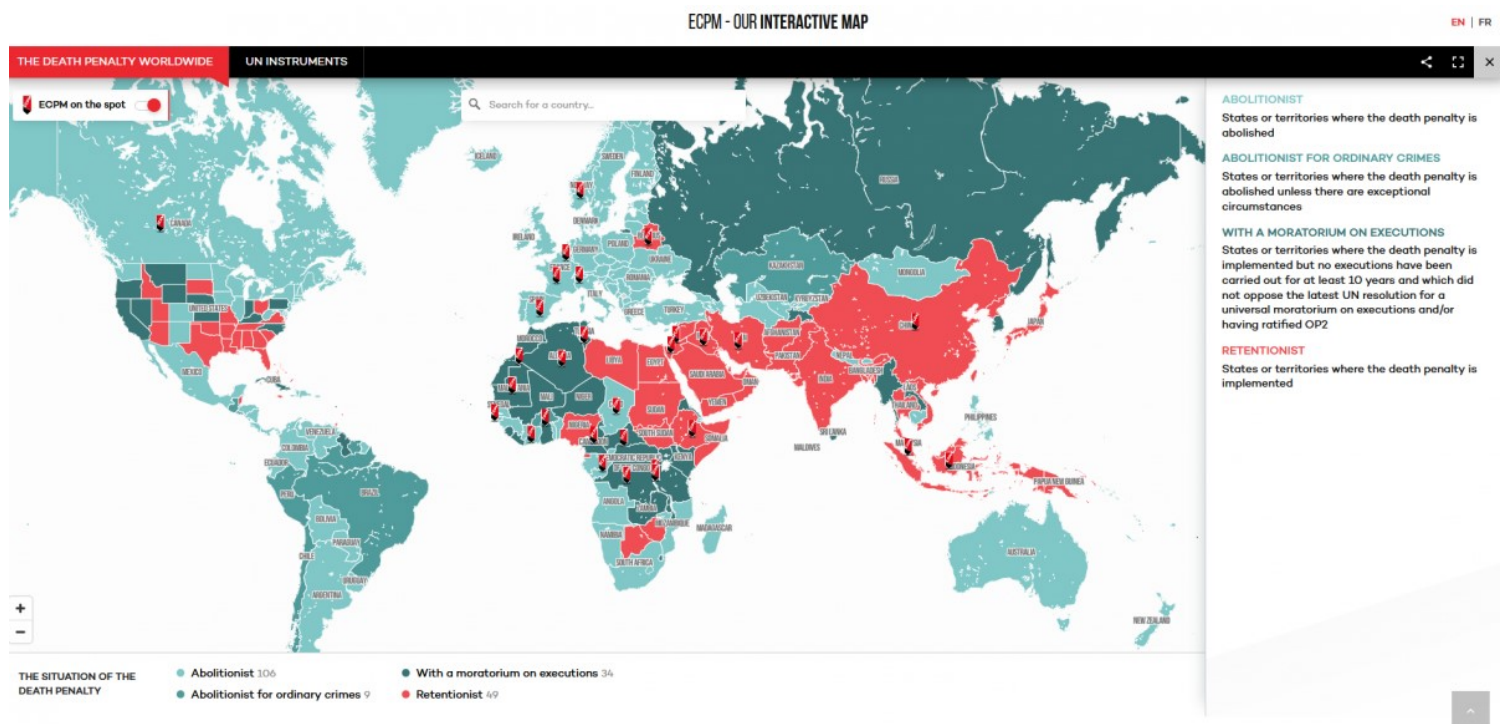 ECPM - OUR INTERACTIVE MAP
EN | FR
THE DEATH PENALTY WORLDWIDE
UN INSTRUMENTS
ECPM on the spot
Search for a country...
ABOLITIONIST
States or territories where the death penalty is
abolished
ABOLITIONIST FOR ORDINARY CRIMES
States or territories where the death penalty is
abolished unless there are exceptional
circumstances
WITH A MORATORIUM ON EXECUTIONS
States or territories where the death penalty is
implemented but no executions have been
carried out for at least 10 years and which did
not oppose the latest UN resolution for a
universal moratorium on executions and/or
having ratified OP2
RETENTIONIST
States or territories where the death penalty is
implemented
ICELAND
SWEDEN
FINLAND
RUSSIA
CANADA
DENMARK
IRELAND
GERMANY
POLAND
UKRAINE
KAZAKHSTAN
MONGOLIA
ROMANIA
ITALY
UZBEKISTAN
KYRGYZSTAN
UNITED STATES
GREECE
TURKEY
JAPAN
MOROCCO
AFGHANISTAN
LIBYA
EGYPT
PAKISTAN
NEPAL
MEXICO
CUBA
SAUDI ARABIA
OMAN
INDIA
BANGLADESH
LAOS
MALI
NIGER
SUDAN
YEMEN
THAILAND
PHILIPPINES
VENEZUELA
COLOMBIA
NIGERIA
SOUTH SUDAN
SOMALIA
SRI LANKA
MALDIVES
ECUADOR
KENYA
PAPUA NEW GUINEA
PERU
BRAZIL
ANGOLA
ZAMBIA
BOLIVIA
MOZAMBIQUE
MADAGASCAR
PARAGUAY
NAMIBIA
CHILE
SOUTH AFRICA
AUSTRALIA
URUGUAY
ARGENTINA
NEW ZEALAND
THE SITUATION OF THE
DEATH PENALTY
Abolitionist 106
With a moratorium on executions 34
Abolitionist for ordinary crimes 9
Retentionist 49